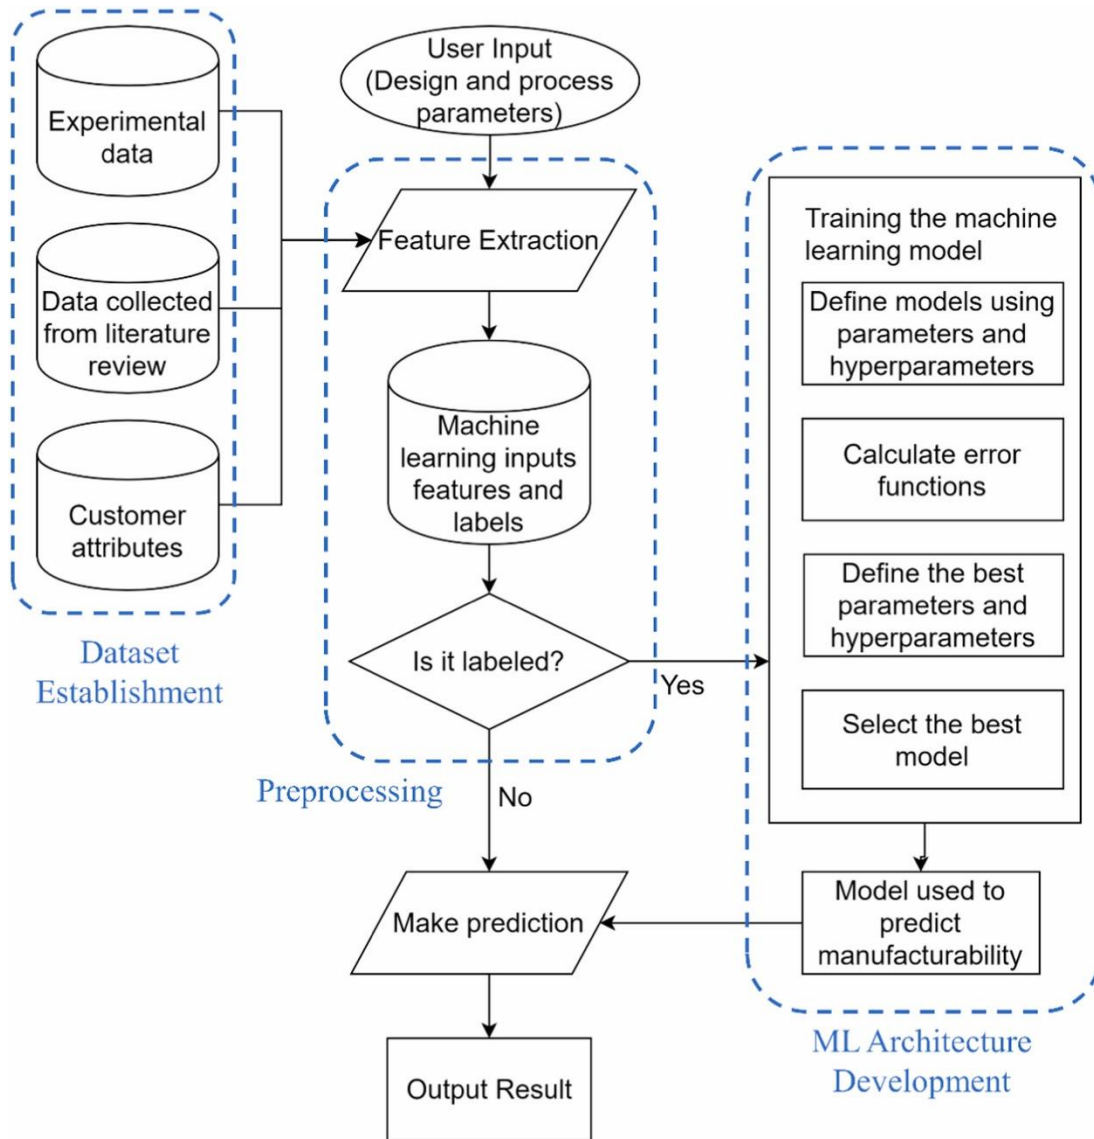 Experimental
data
Data collected
from literature
review
Customer
attributes
Dataset
Establishment
User Input
(Design and process
parameters)
Feature Extraction
Machine
learning inputs
features and
labels
Is it labeled?
Yes
No
Preprocessing
Training the machine
learning model
Define models using
parameters and
hyperparameters
Calculate error
functions
Define the best
parameters and
hyperparameters
Select the best
model
Model used to
predict
manufacturability
ML Architecture
Development
Make prediction
Output Result